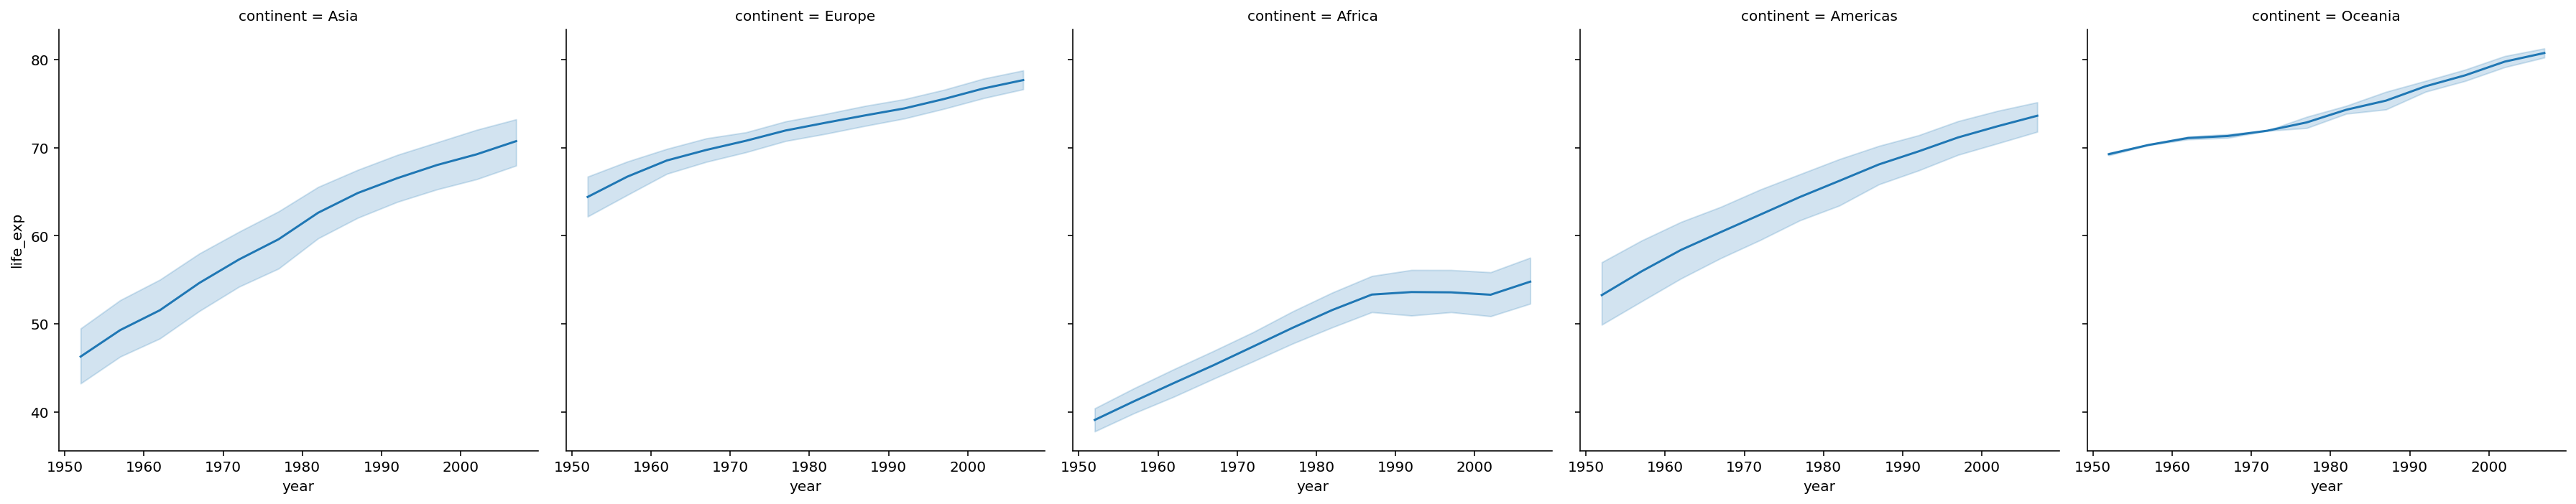 continent = Asia
continent = Europe
continent = Africa
continent = Americas
continent = Oceania
80
70
60
50
40
life_exp
1950 1960 1970 1980 1990 2000
1950 1960 1970 1980 1990 2000
1950 1960 1970 1980 1990 2000
1950 1960 1970 1980 1990 2000
1950 1960 1970 1980 1990 2000
year
year
year
year
year